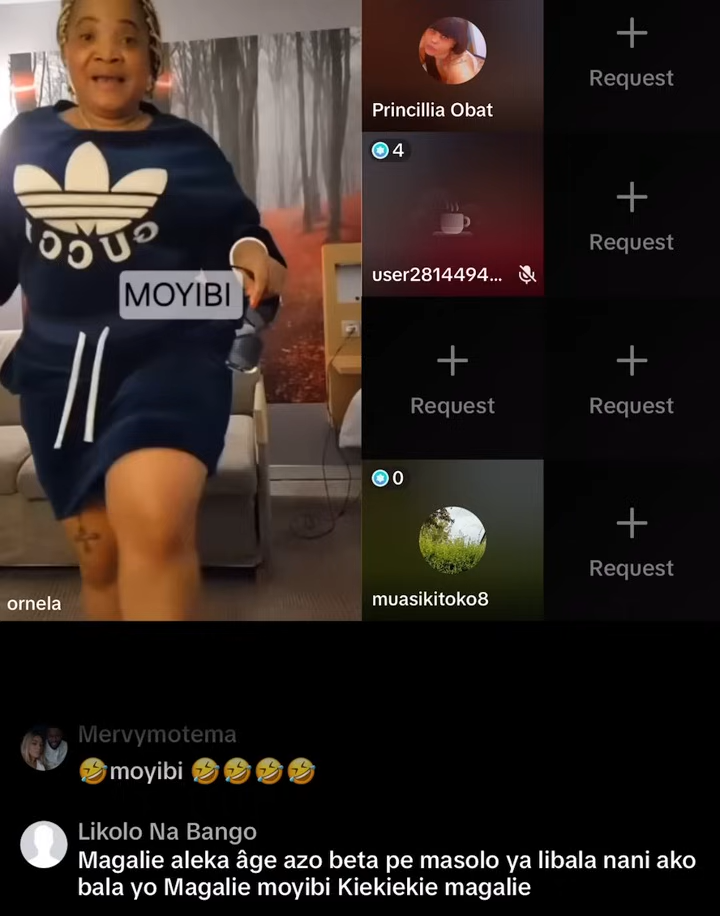 GUCCI
MOYIBI
ornela
Princillia Obat
Request
4
user2814494...
Request
Request
Request
0
muasikitoko8
Request
Mervymotema
🤣moyibi 🤣🤣🤣🤣
Likolo Na Bango
Magalie aleka âge azo beta pe masolo ya libala nani ako
bala yo Magalie moyibi Kiekiekie magalie